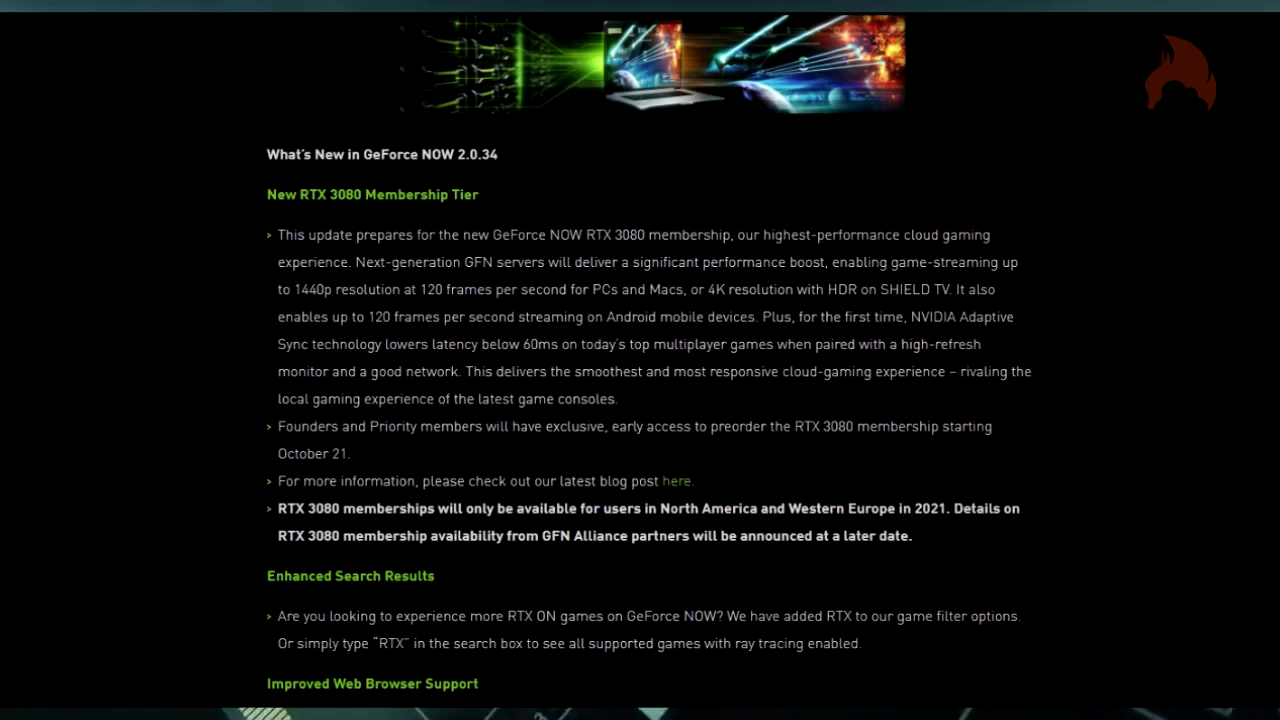 What's New in GeForce NOW 2.0.34
New RTX 3080 Membership Tier
› This update prepares for the new GeForce NOW RTX 3080 membership, our highest-performance cloud gaming
experience. Next-generation GFN servers will deliver a significant performance boost, enabling game-streaming up
to 1440p resolution at 120 frames per second for PCs and Macs, or 4K resolution with HDR on SHIELD TV. It also
enables up to 120 frames per second streaming on Android mobile devices. Plus, for the first time, NVIDIA Adaptive
Sync technology lowers latency below 60ms on today's top multiplayer games when paired with a high-refresh
monitor and a good network. This delivers the smoothest and most responsive cloud-gaming experience – rivaling the
local gaming experience of the latest game consoles.
› Founders and Priority members will have exclusive, early access to preorder the RTX 3080 membership starting
October 21.
› For more information, please check out our latest blog post here.
› RTX 3080 memberships will only be available for users in North America and Western Europe in 2021. Details on
RTX 3080 membership availability from GFN Alliance partners will be announced at a later date.
Enhanced Search Results
› Are you looking to experience more RTX ON games on GeForce NOW? We have added RTX to our game filter options.
Or simply type “RTX” in the search box to see all supported games with ray tracing enabled.
Improved Web Browser Support